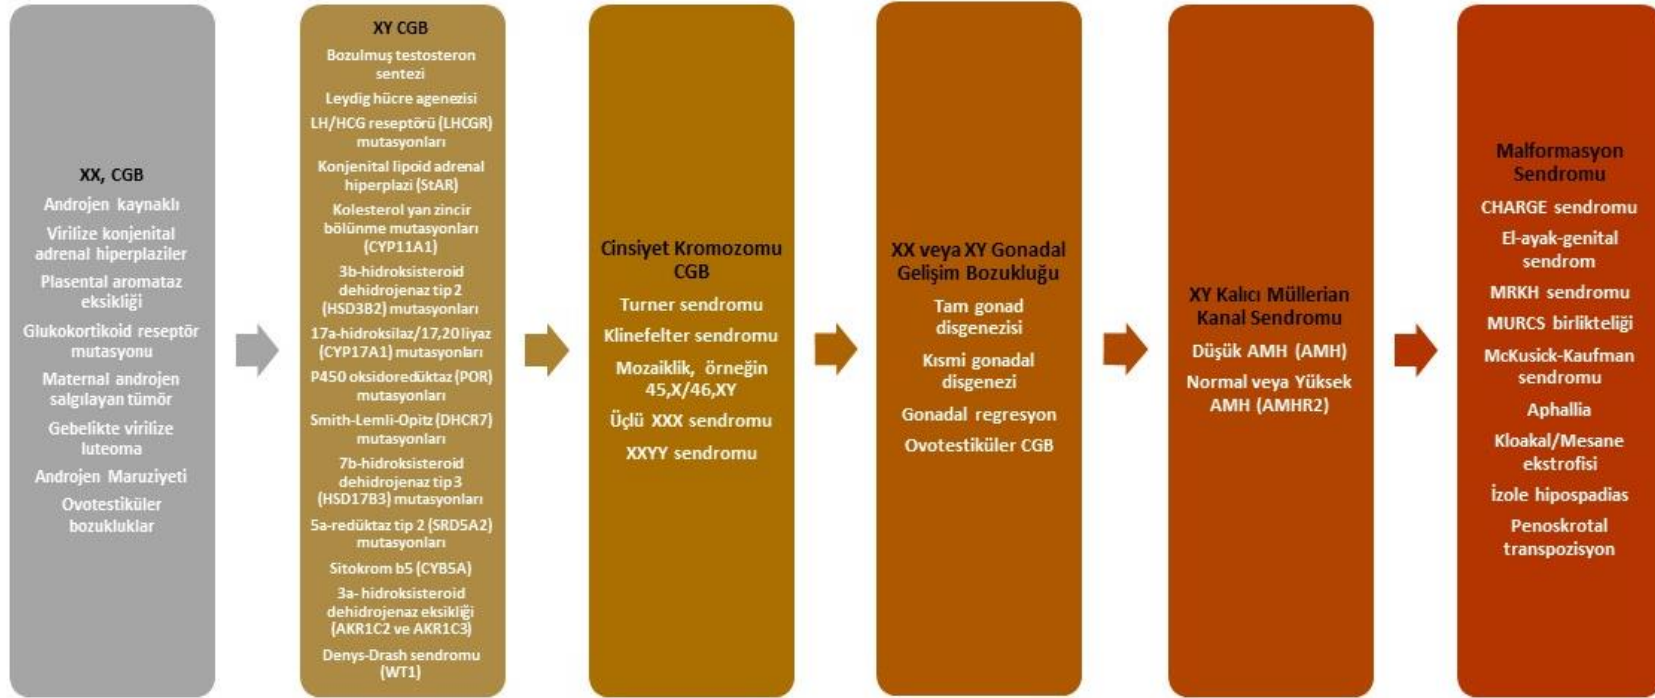 XX, CGB
Androjen kaynaklı
Virilize konjenital
adrenal hiperplaziler
Plasental aromataz
eksikliği
Glukokortikoid reseptör
mutasyonu
Maternal androjen
salgılayan tümör
Gebelikte virilize
luteoma
Androjen Maruziyeti
Ovotestiküler
bozukluklar
XY CGB
Bozulmuş testosteron
sentezi
Leydig hücre agenezisi
LH/HCG reseptörü (LHCGR)
mutasyonları
Konjenital lipoid adrenal
hiperplazi (StAR)
Kolesterol yan zincir
bölünme mutasyonları
(CYP11A1)
3b-hidroksisteroid
dehidrojenaz tip 2
(HSD3B2) mutasyonları
17a-hidroksilaz/17,20 liyaz
(CYP17A1) mutasyonları
P450 oksidoredüktaz (POR)
mutasyonları
Smith-Lemli-Opitz (DHCR7)
mutasyonları
7b-hidroksisteroid
dehidrojenaz tip 3
(HSD17B3) mutasyonları
5a-redüktaz tip 2 (SRD5A2)
mutasyonları
Sitokrom b5 (CYB5A)
3a- hidroksisteroid
dehidrojenaz eksikliği
(AKR1C2 ve AKR1C3)
Denys-Drash sendromu
(WT1)
Cinsiyet Kromozomu
CGB
Turner sendromu
Klinefelter sendromu
Mozaiklik, örneğin
45,X/46,XY
Üçlü XXX sendromu
XXYY sendromu
XX veya XY Gonadal
Gelişim Bozukluğu
Tam gonad
disgenezisi
Kısmi gonadal
disgenezi
Gonadal regresyon
Ovotestiküler CGB
XY Kalıcı Müllerian
Kanal Sendromu
Düşük AMH (AMH)
Normal veya Yüksek
AMH (AMHR2)
Malformasyon
Sendromu
CHARGE sendromu
El-ayak-genital
sendrom
MRKH sendromu
MURCS birlikteliği
McKusick-Kaufman
sendromu
Aphallia
Kloakal/Mesane
ekstrofisi
İzole hipospadias
Penoskrotal
transpozisyon